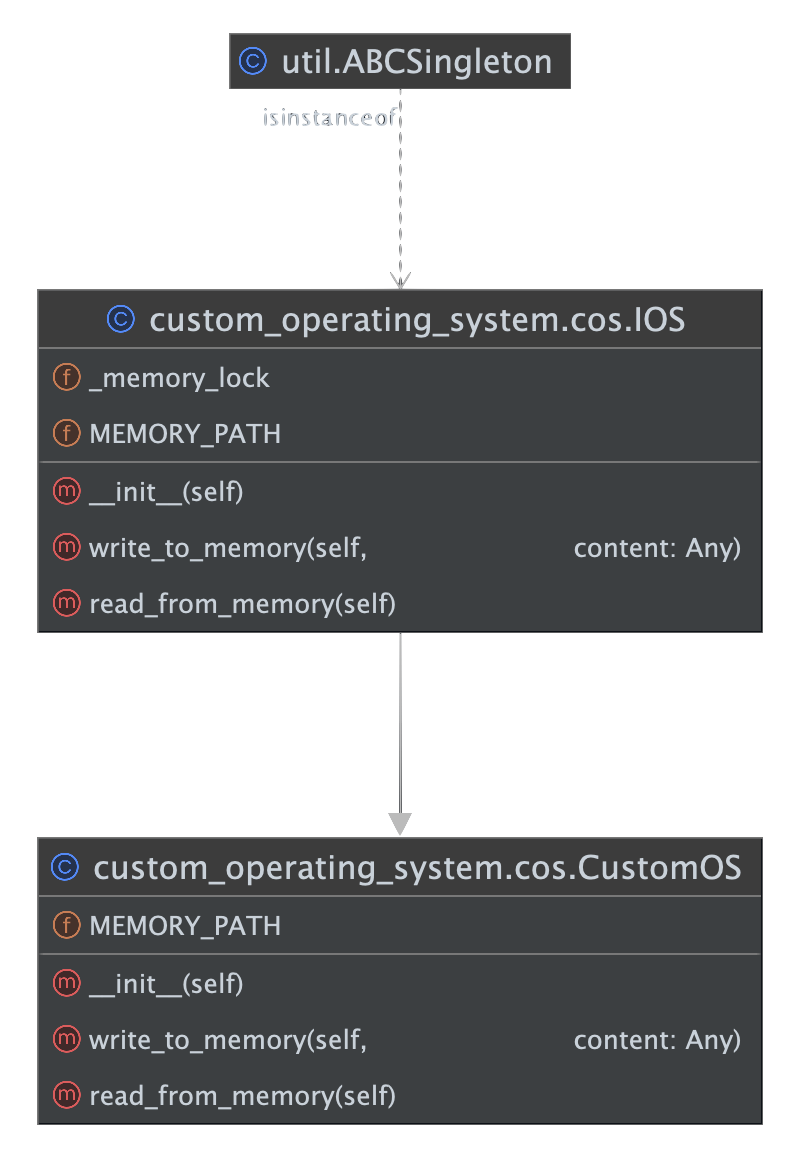 C util.ABCSingleton
isinstanceof
C custom_operating_system.cos.IOS
f _memory_lock
f MEMORY_PATH
m __init__(self)
m write_to_memory(self, content: Any)
m read_from_memory(self)
C custom_operating_system.cos.CustomOS
f MEMORY_PATH
m __init__(self)
m write_to_memory(self, content: Any)
m read_from_memory(self)